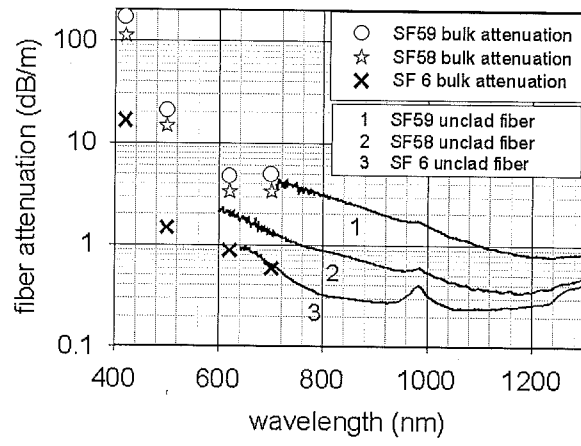 fiber attenuation (dB/m)
100
10
1
0.1
SF59 bulk attenuation
SF58 bulk attenuation
SF 6 bulk attenuation
1 SF59 unclad fiber
2 SF58 unclad fiber
3 SF 6 unclad fiber
1
2
3
400 600 800 1000 1200
wavelength (nm)